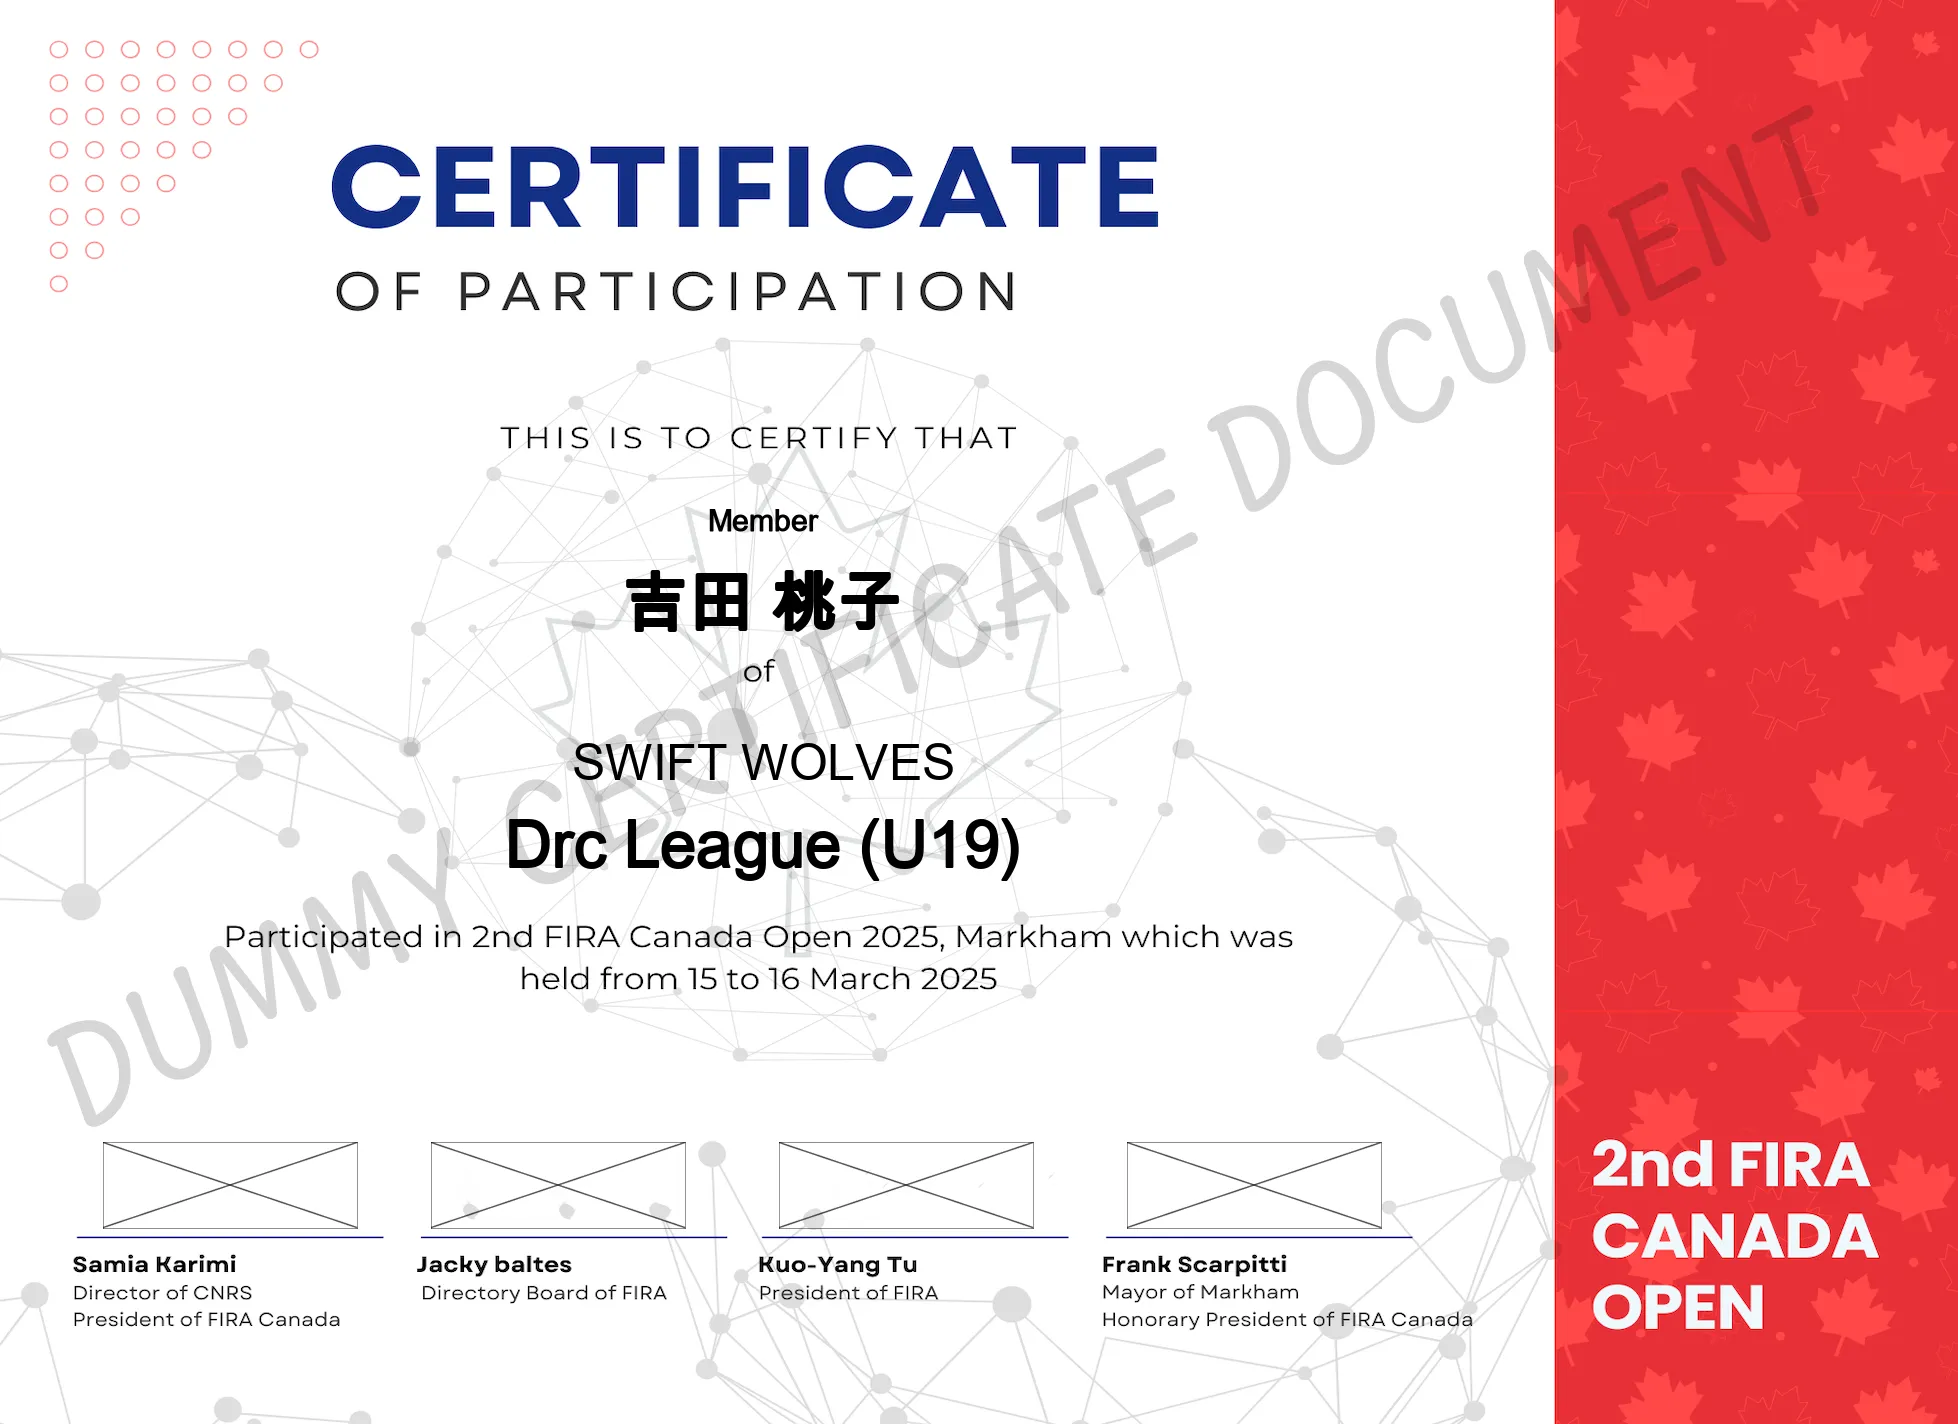 CERTIFICATE
OF PARTICIPATION
THIS IS TO CERTIFY THAT
Member
吉田 桃子
of
SWIFT WOLVES
Drc League (U19)
Participated in 2nd FIRA Canada Open 2025, Markham which was
held from 15 to 16 March 2025
DUMMY CERTIFICATE DOCUMENT
Samia Karimi
Director of CNRS
President of FIRA Canada
Jacky baltes
Directory Board of FIRA
Kuo-Yang Tu
President of FIRA
Frank Scarpitti
Mayor of Markham
Honorary President of FIRA Canada
2nd FIRA
CANADA
OPEN